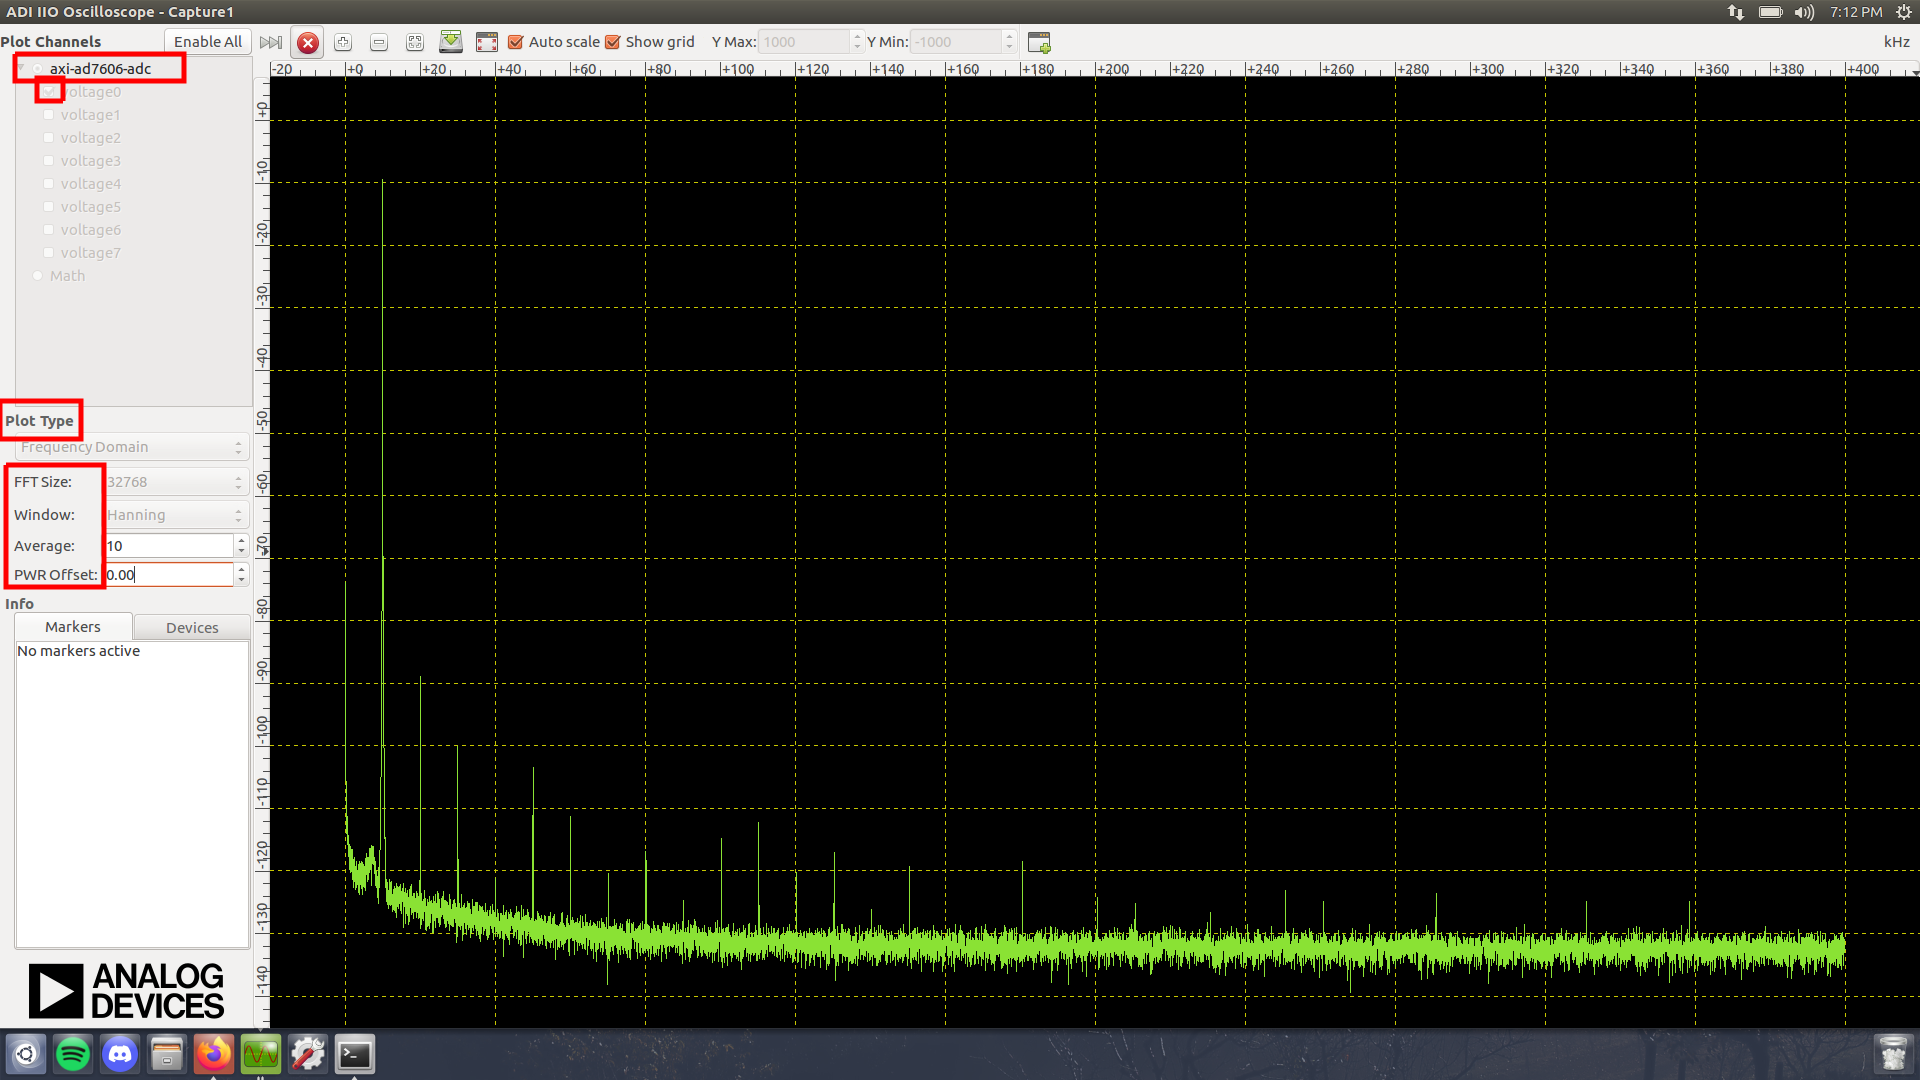 ADI IIO Oscilloscope - Capture1
7:12 PM
Plot Channels
Enable All
Auto scale
Show grid
Y Max:
1000
Y Min:
-1000
kHz
axi-ad7606-adc
voltage0
voltage1
voltage2
voltage3
voltage4
voltage5
voltage6
voltage7
Math
-20 +0 +20 +40 +60 +80 +100 +120 +140 +160 +180 +200 +220 +240 +260 +280 +300 +320 +340 +360 +380 +400
+0
-10
-20
-30
-40
-50
-60
-70
-80
-90
-100
-110
-120
-130
-140
Plot Type
Frequency Domain
FFT Size:
32768
Window:
Hanning
Average:
10
PWR Offset:
0.00
Info
Markers
Devices
No markers active
ANALOG
DEVICES